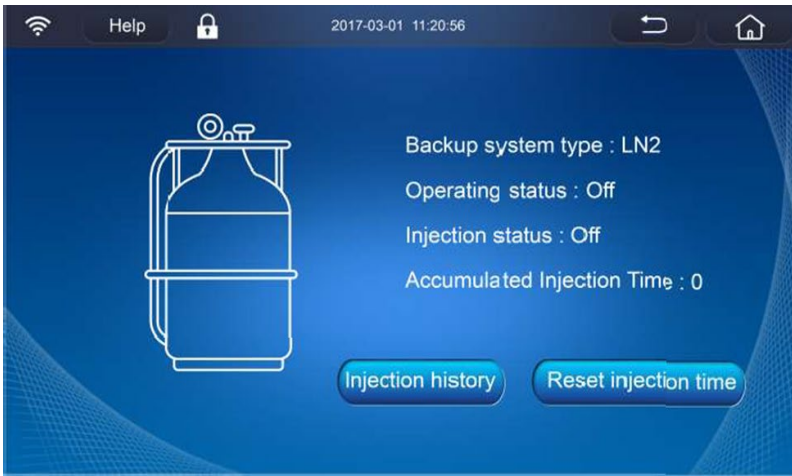 Help 2017-03-01 11:20:56
Backup system type : LN2
Operating status : Off
Injection status : Off
Accumulated Injection Time : 0
Injection history Reset injection time